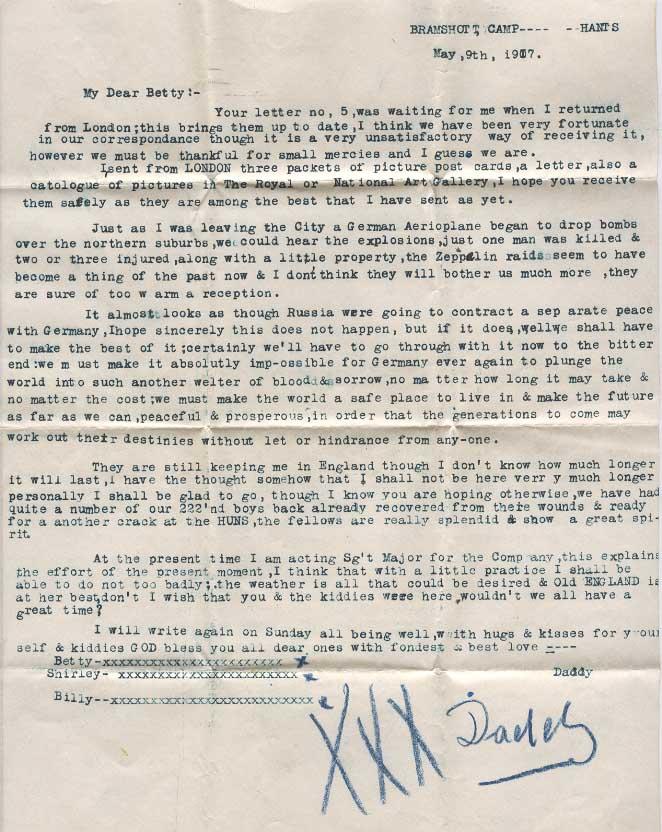 BRAMSHOTT, CAMP---- --HANTS
May,9th, 1917.
My Dear Betty:-
Your letter no, 5,was waiting for me when I returned
from London;this brings them up to date,I think we have been very fortunate
in our correspondance though it is a very unsatisfactory way of receiving it,
however we must be thankful for small mercies and I guess we are.
Isent from LONDON three packets of picture post cards,a letter,also a
catologue of pictures in The Royal or National Art Gallery,I hope you receive
them safely as they are among the best that I have sent as yet.
Just as I was leaving the City a German Aerioplane began to drop bombs
over the northern suburbs,we could hear the explosions,just one man was killed &
two or three injured,along with a little property,the Zeppelin raids seem to have
become a thing of the past now & I dont think they will bother us much more ,they
are sure of too w arm a reception.
It almost looks as though Russia were going to contract a sep arate peace
with Germany,Ihope sincerely this does not happen, but if it does,wellwe shall have
to make the best of it;certainly we'll have to go through with it now to the bitter
end:we m ust make it absolutly imp-ossible for Germany ever again to plunge the
world into such another welter of blood & sorrow,no ma tter how long it may take &
no matter the cost;we must make the world a safe place to live in & make the future
as far as we can,peaceful & prosperous,in order that the generations to come may
work out their destinies without let or hindrance from any-one.
They are still keeping me in England though I don't know how much longer
it will last,i have the thought somehow that I shall not be here verr y much longer
personally I shall be glad to go, though I know you are hoping otherwise,we have had
quite a number of our 222'nd boys back already recovered from there wounds & ready
for a another crack at the HUNS,the fellows are really splendid & show a great spi-
rit.
At the present time I am acting Sg't Major for the Comp any,this explains
the effort of the present moment,I think that with a little practice I shall be
able to do not too badly;.the weather is all that could be desired & Old ENGLAND is
at her best,don't I wish that you & the kiddies were here,wouldn't we all have a
great time?
I will write again on Sunday all being well,with hugs & kisses for your
self & kiddies GOD bless you all dear ones with fondest & best love ----
Betty-xxxxxxxxxxxxxxxxxxxxxxxxx x
Shirley- xxxxxxxxxxxxxxxxxxxxxxxxx x Daddy
Billy--xxxxxxxxxxxxxxxxxxxxxxxxxxxx x
XXX Daddy